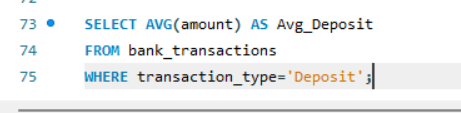 73 SELECT AVG(amount) AS Avg_Deposit
74 FROM bank_transactions
75 WHERE transaction_type='Deposit';